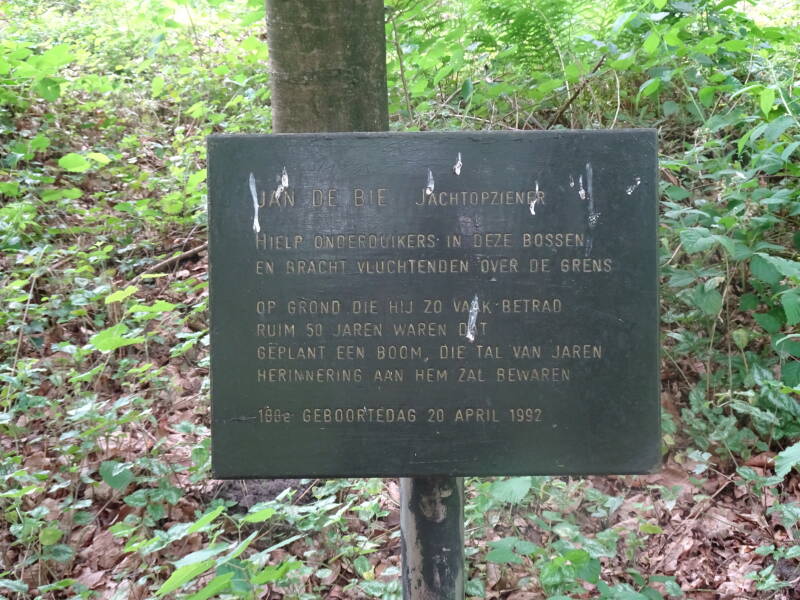 JAN DE BIE JACHTOPZIENER
HIELP ONDERDUIKERS IN DEZE BOSSEN
EN BRACHT VLUCHTENDEN OVER DE GRENS
OP GROND DIE HIJ ZO VAAK BETRAD
RUIM 50 JAREN WAREN DAT
GEPLANT EEN BOOM, DIE TAL VAN JAREN
HERINNERING AAN HEM ZAL BEWAREN
100e GEBOORTEDAG 20 APRIL 1992